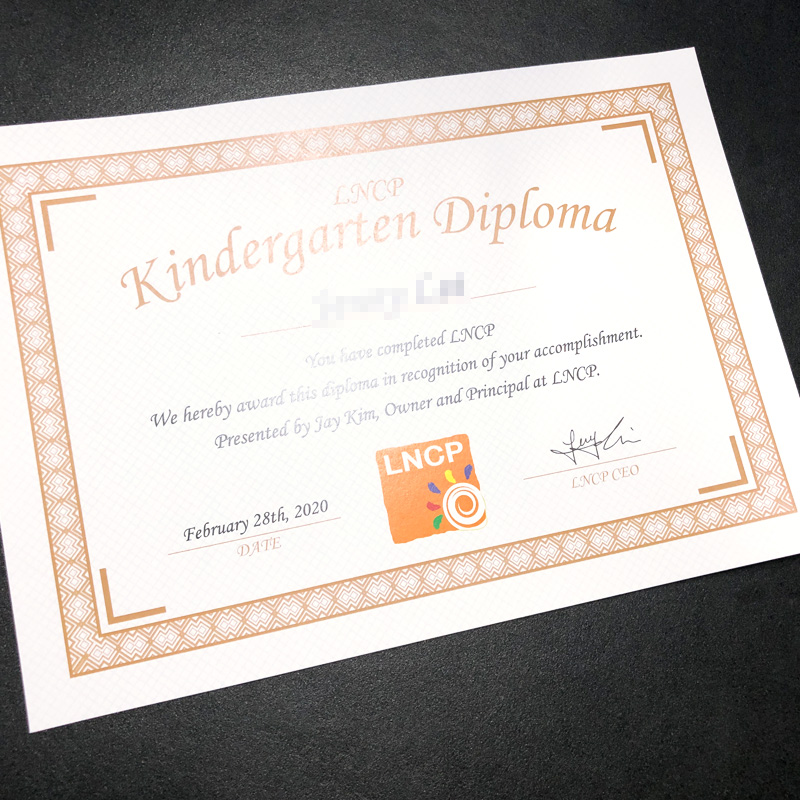 LNCP
Kindergarten Diploma
You have completed LNCP
We hereby award this diploma in recognition of your accomplishment.
Presented by Jay Kim, Owner and Principal at LNCP.
LNCP
February 28th, 2020
DATE
LNCP CEO